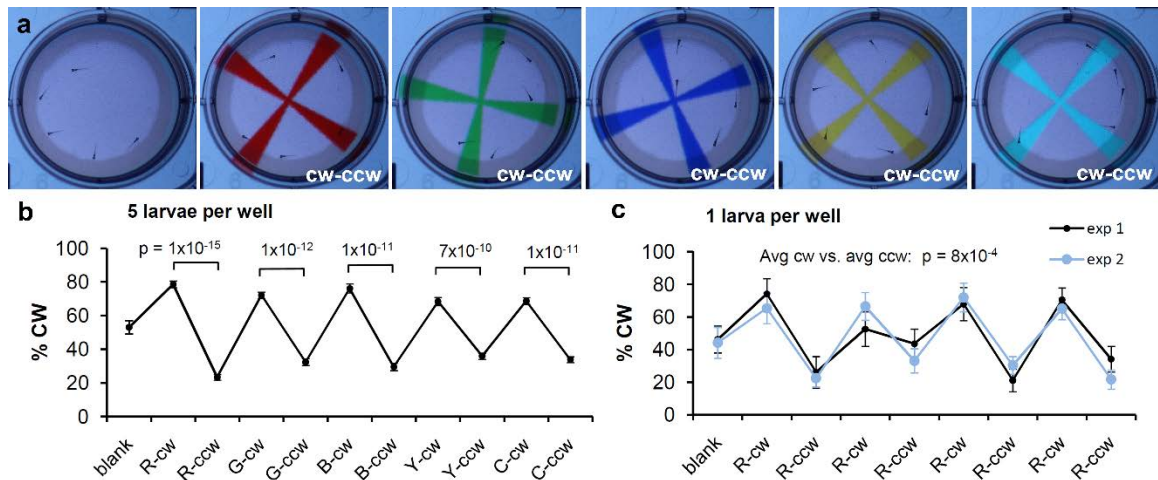 a
cw-ccw
cw-ccw
cw-ccw
cw-ccw
cw-ccw
b 5 larvae per well
p = 1x10-15
1x10-12
1x10-11
7x10-10
1x10-11
100
80
60
40
20
0
% CW
blank
R-cw
R-ccw
G-cw
G-ccw
B-cw
B-ccw
Y-cw
Y-ccw
C-cw
C-ccw
c 1 larva per well
exp 1
exp 2
Avg cw vs. avg ccw: p = 8x10-4
100
80
60
40
20
0
% CW
blank
R-cw
R-ccw
R-cw
R-ccw
R-cw
R-ccw
R-cw
R-ccw